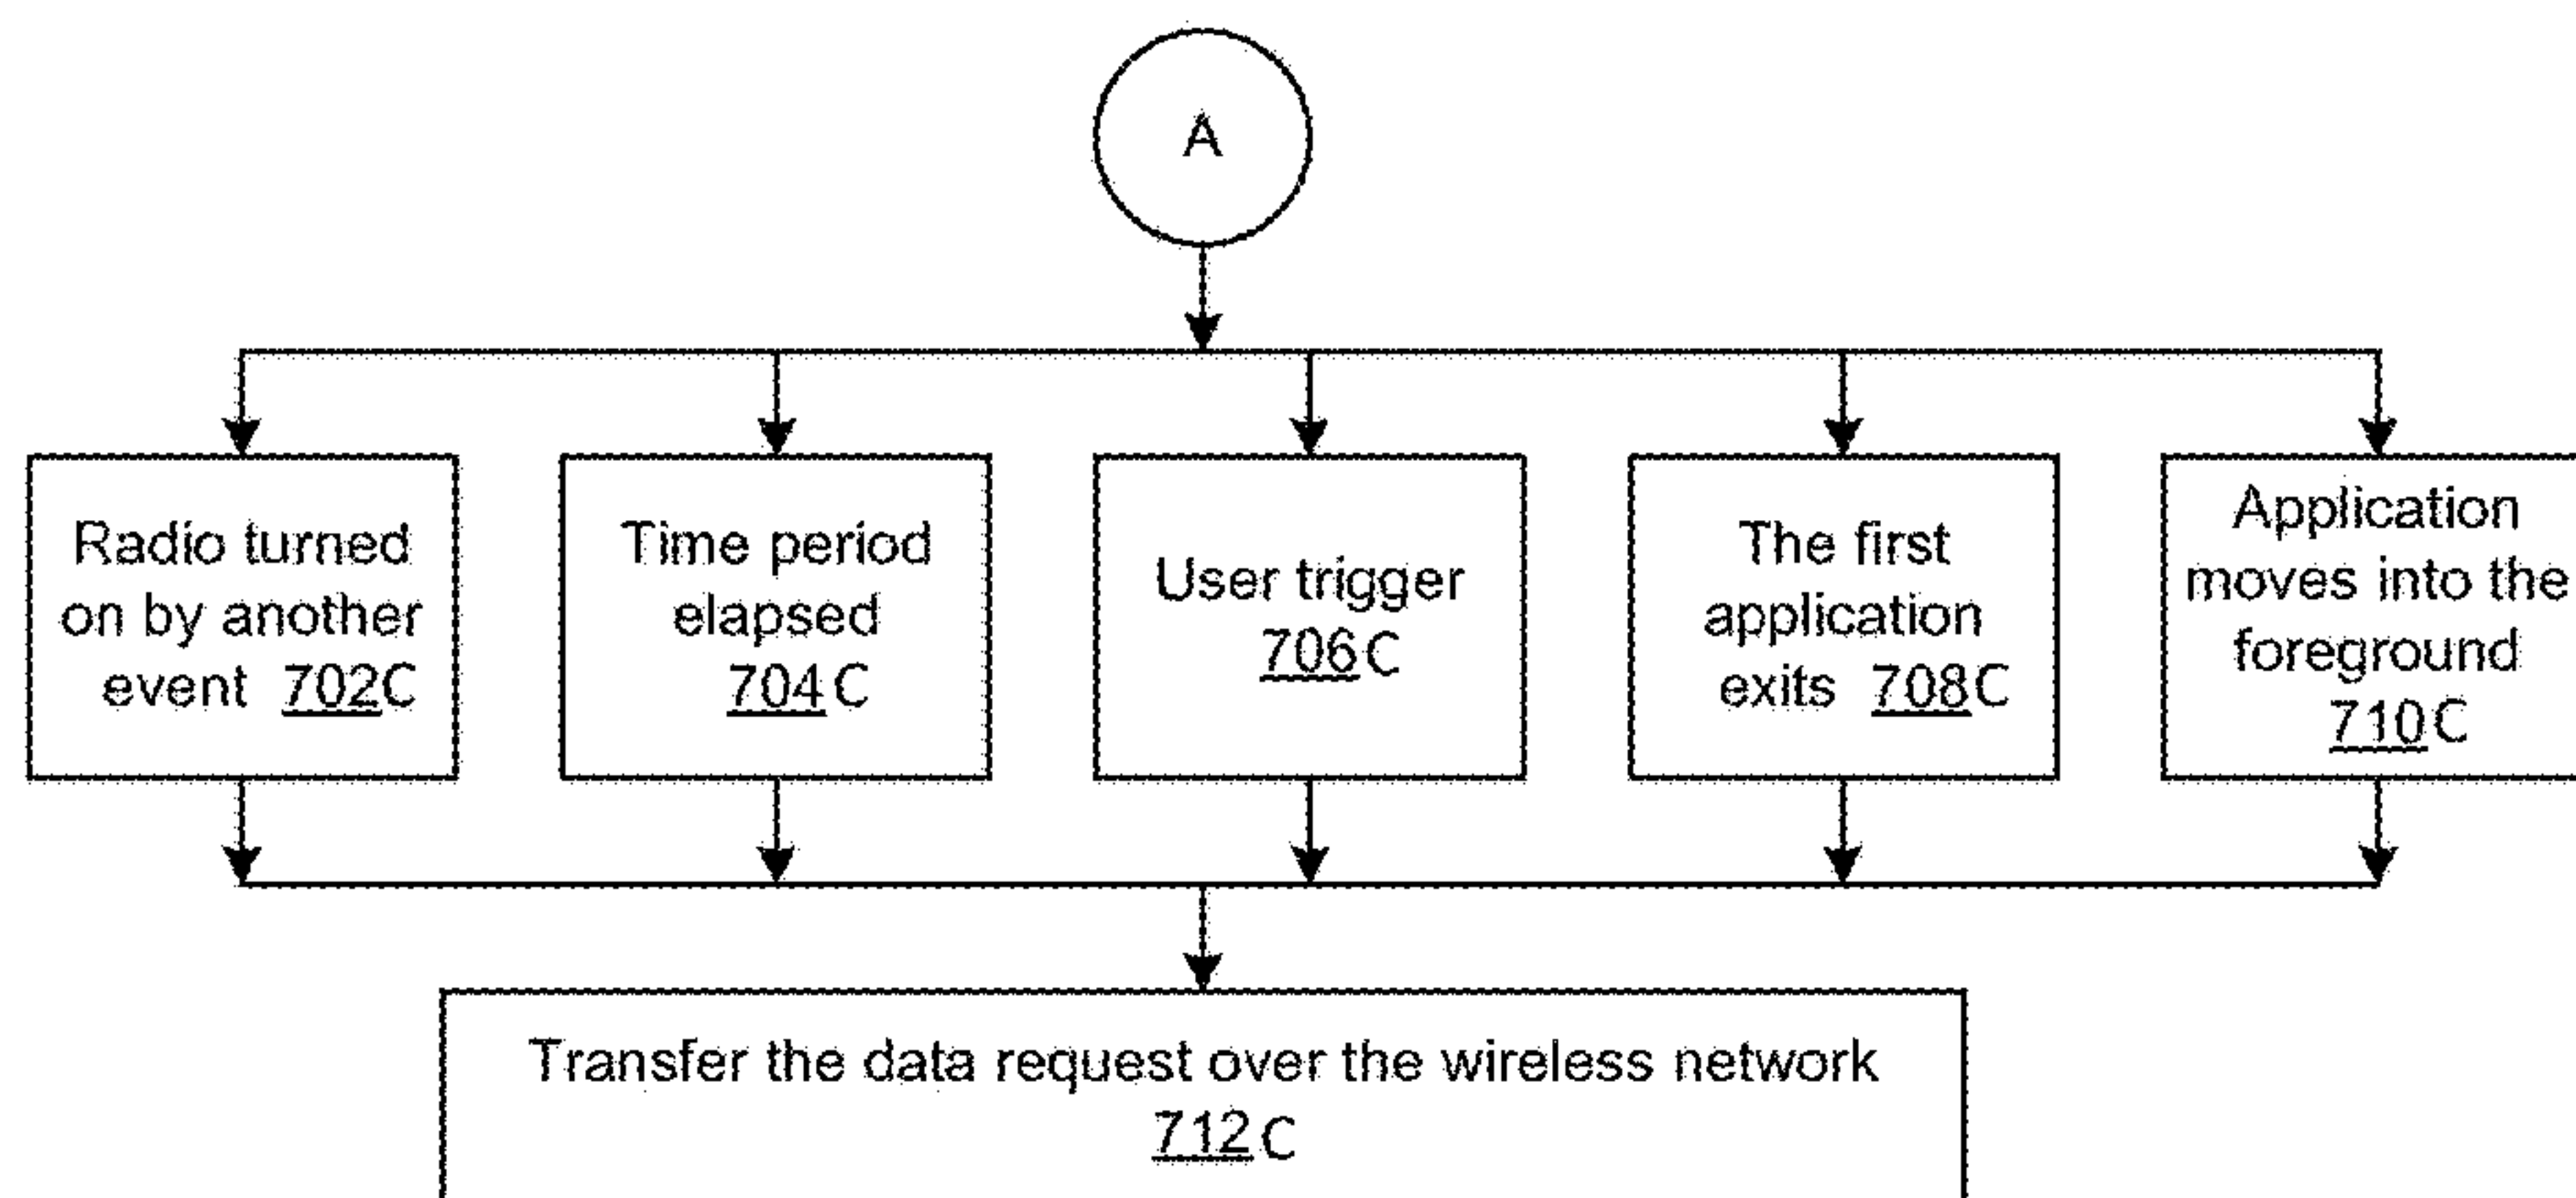 A
Radio turned
on by another
event 702C
Time period
elapsed
704C
User trigger
706C
The first
application
exits 708C
Application
moves into the
foreground
710C
Transfer the data request over the wireless network
712C